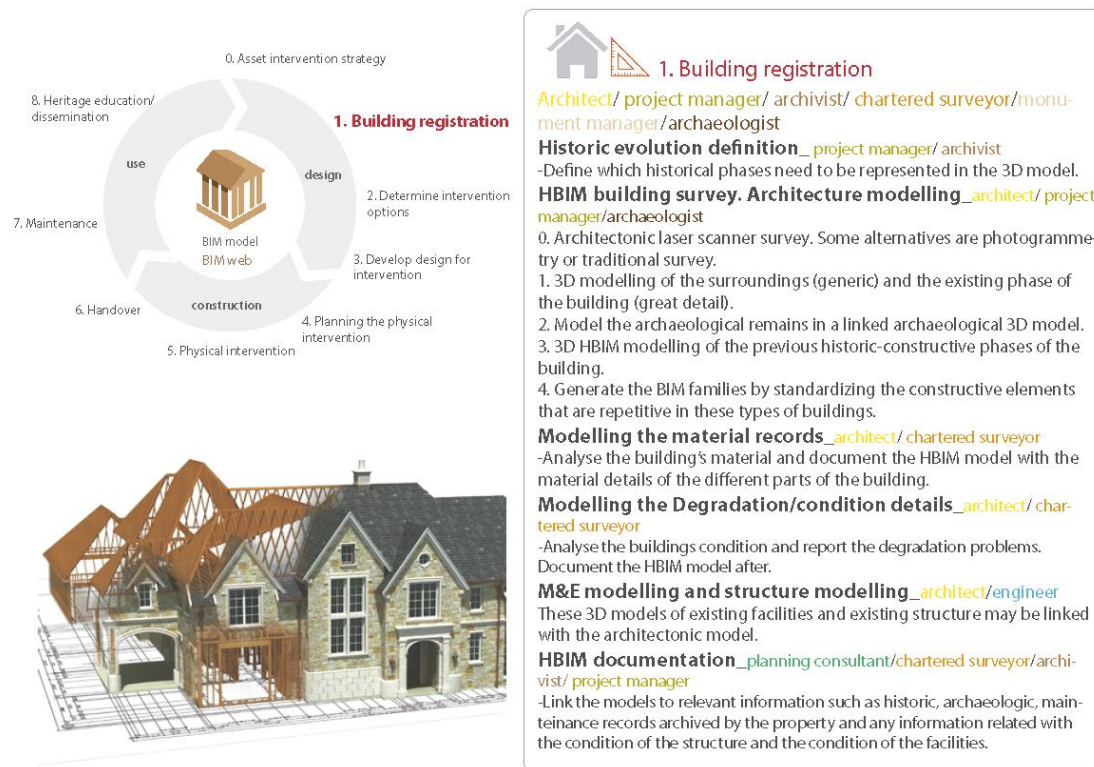 0. Asset intervention strategy
8. Heritage education/
dissemination
1. Building registration
use
design
2. Determine intervention
options
7. Maintenance
BIM model
BIM web
3. Develop design for
intervention
6. Handover
construction
4. Planning the physical
intervention
5. Physical intervention
1. Building registration
Architect/ project manager/ archivist/ chartered surveyor/monu-
ment manager/archaeologist
Historic evolution definition_ project manager/ archivist
-Define which historical phases need to be represented in the 3D model.
HBIM building survey. Architecture modelling_architect/ project
manager/archaeologist
0. Architectonic laser scanner survey. Some alternatives are photogramme-
try or traditional survey.
1. 3D modelling of the surroundings (generic) and the existing phase of
the building (great detail).
2. Model the archaeological remains in a linked archaeological 3D model.
3. 3D HBIM modelling of the previous historic-constructive phases of the
building.
4. Generate the BIM families by standardizing the constructive elements
that are repetitive in these types of buildings.
Modelling the material records_architect/ chartered surveyor
-Analyse the building's material and document the HBIM model with the
material details of the different parts of the building.
Modelling the Degradation/condition details_architect/ char-
tered surveyor
-Analyse the buildings condition and report the degradation problems.
Document the HBIM model after.
M&E modelling and structure modelling_architect/engineer
These 3D models of existing facilities and existing structure may be linked
with the architectonic model.
HBIM documentation_planning consultant/chartered surveyor/archi-
vist/ project manager
-Link the models to relevant information such as historic, archaeologic, main-
teinance records archived by the property and any information related with
the condition of the structure and the condition of the facilities.